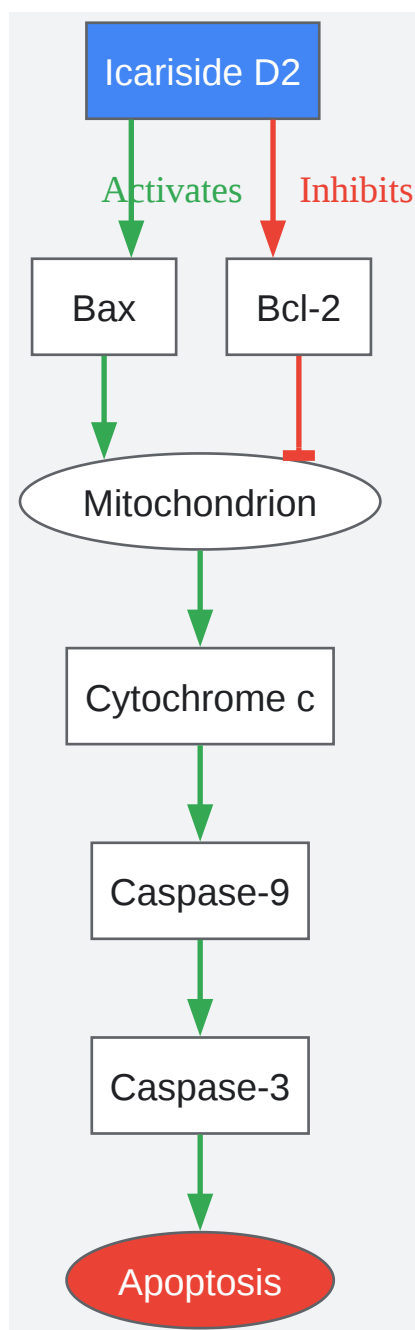 Icariside D2
Activates
Inhibits
Bax
Bcl-2
Mitochondrion
Cytochrome c
Caspase-9
Caspase-3
Apoptosis